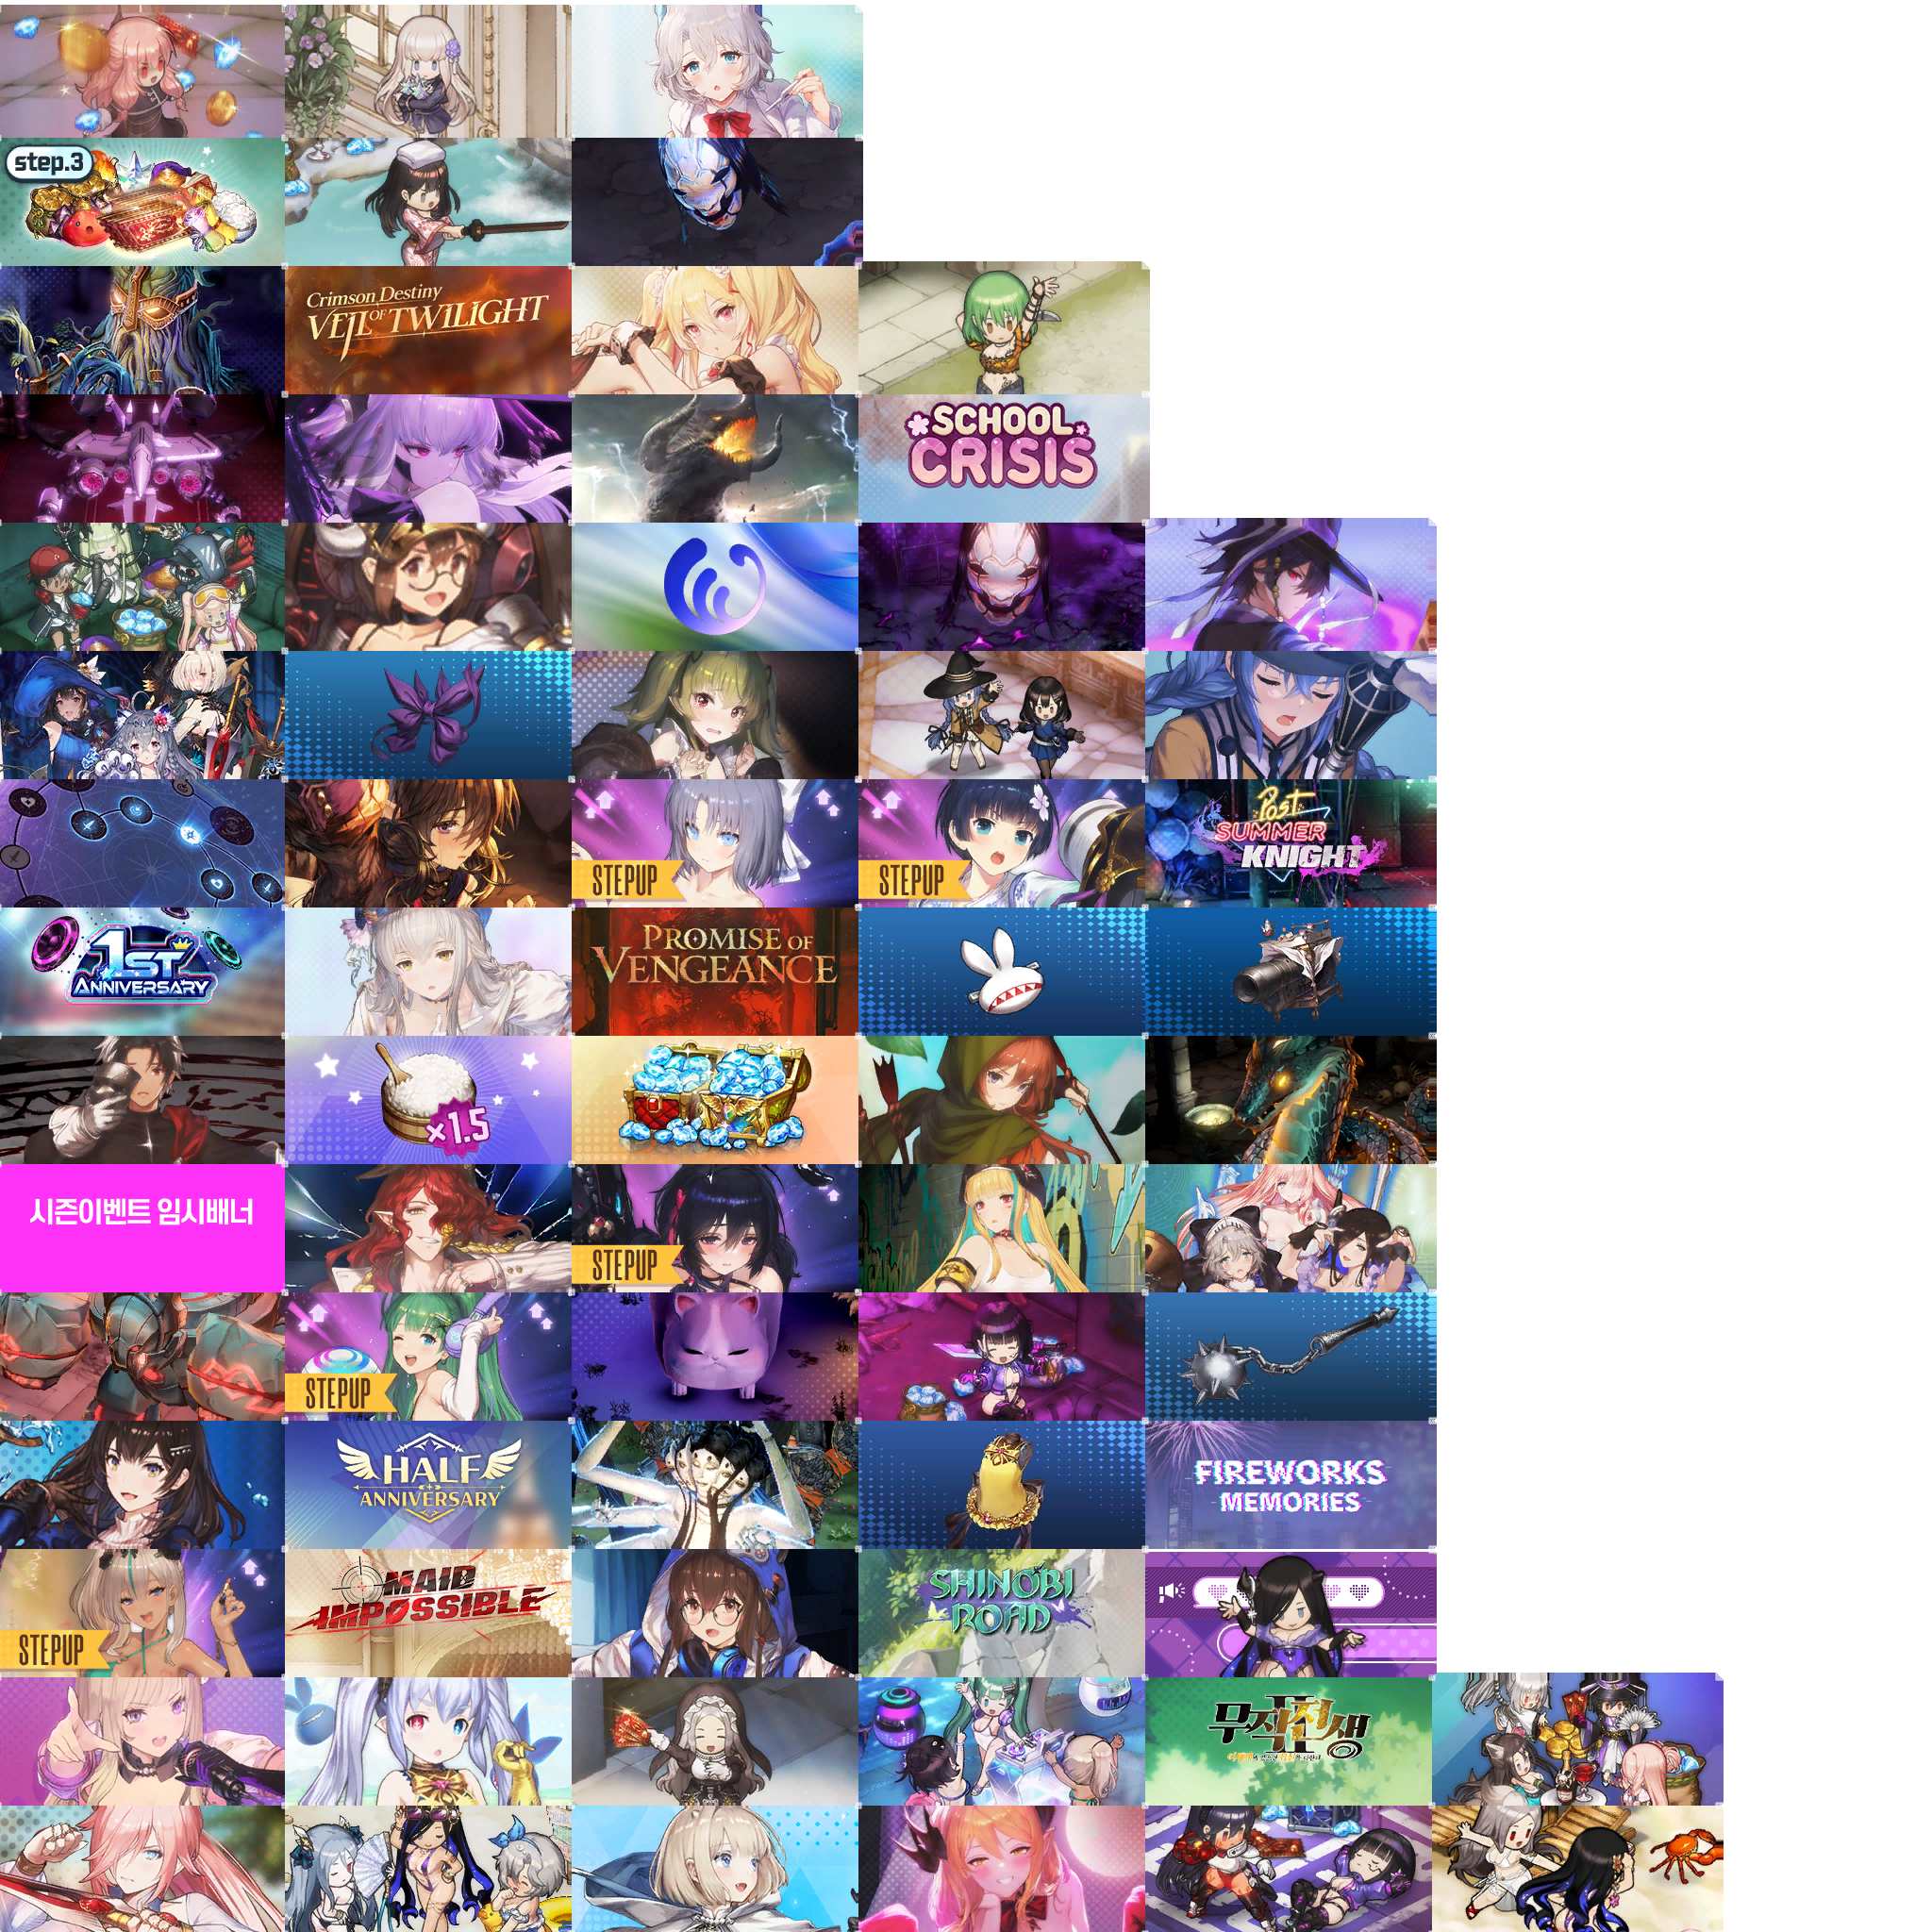 step.3
Crimson Destiny
VEIL OF TWILIGHT
SCHOOL
CRISIS
STEPUP
STEPUP
Post
SUMMER
KNIGHT
1ST
ANNIVERSARY
PROMISE OF
VENGEANCE
×1.5
시즌이벤트 임시배너
STEPUP
STEPUP
HALF
ANNIVERSARY
FIREWORKS
MEMORIES
STEPUP
MAID
IMPOSSIBLE
SHINOBI
ROAD
무직전생
II